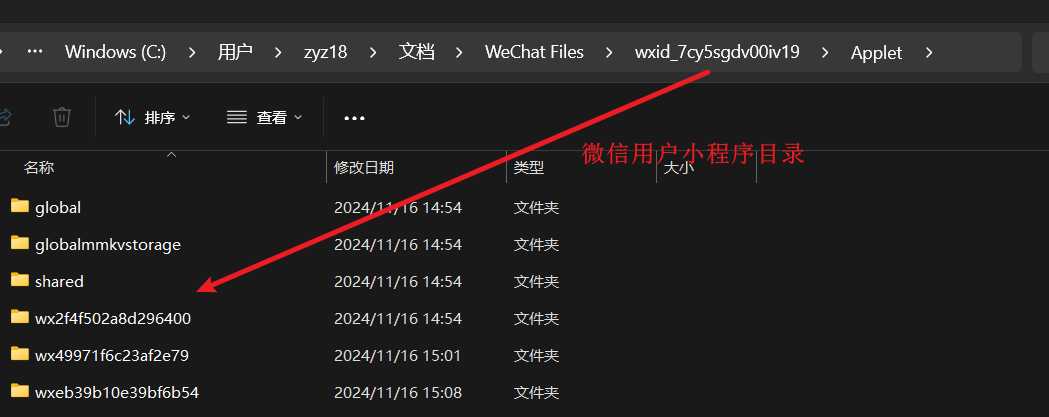 Windows (C:) > 用户 > zyz18 > 文档 > WeChat Files > wxid_7cy5sgdv00iv19 > Applet >
排序 查看
微信用户小程序目录
名称 修改日期 类型 大小
global 2024/11/16 14:54 文件夹
globalmmkvstorage 2024/11/16 14:54 文件夹
shared 2024/11/16 14:54 文件夹
wx2f4f502a8d296400 2024/11/16 14:54 文件夹
wx49971f6c23af2e79 2024/11/16 15:01 文件夹
wxeb39b10e39bf6b54 2024/11/16 15:08 文件夹